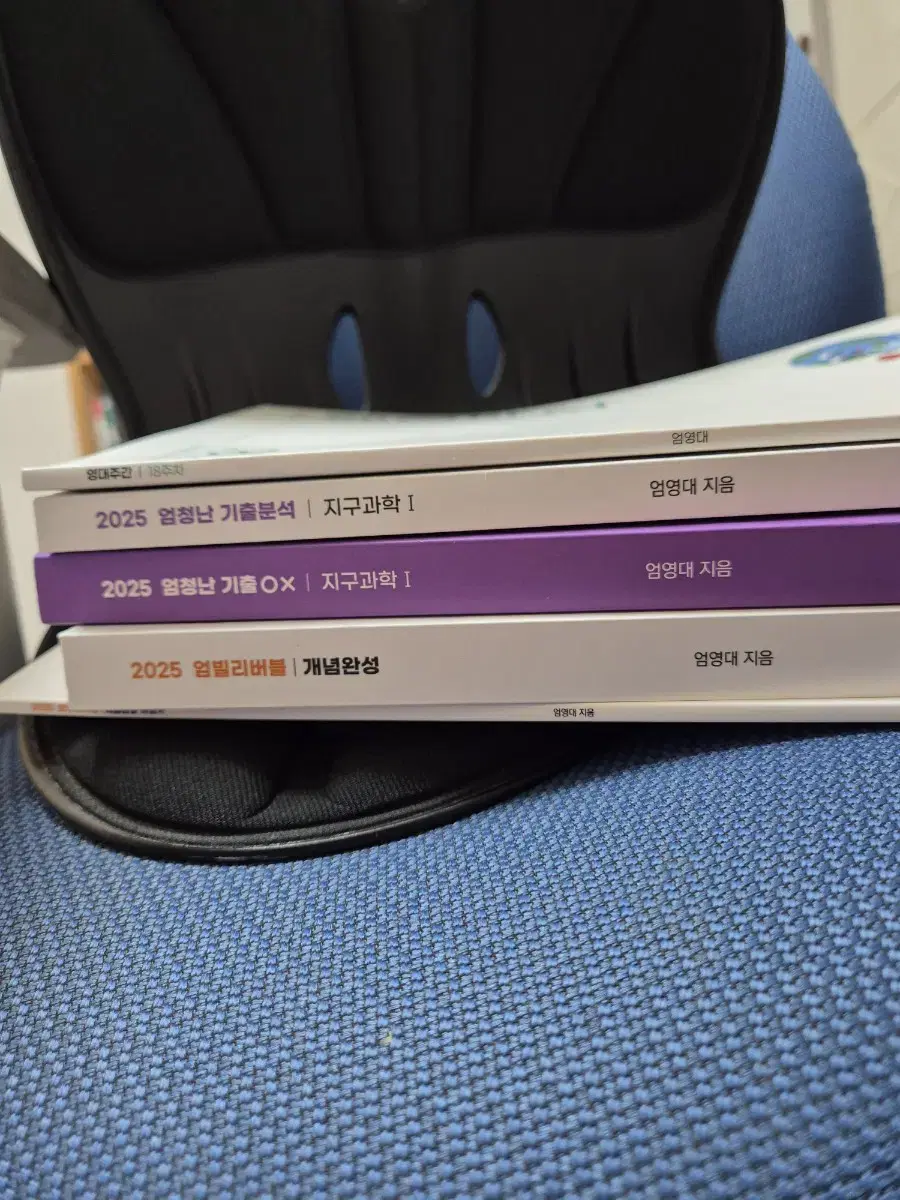 영대주간 | 18주차 엄영대
2025 엄청난 기출분석 | 지구과학 I 엄영대 지음
2025 엄청난 기출OX | 지구과학 I 엄영대 지음
2025 엄빌리버블 | 개념완성 엄영대 지음
엄영대 지음